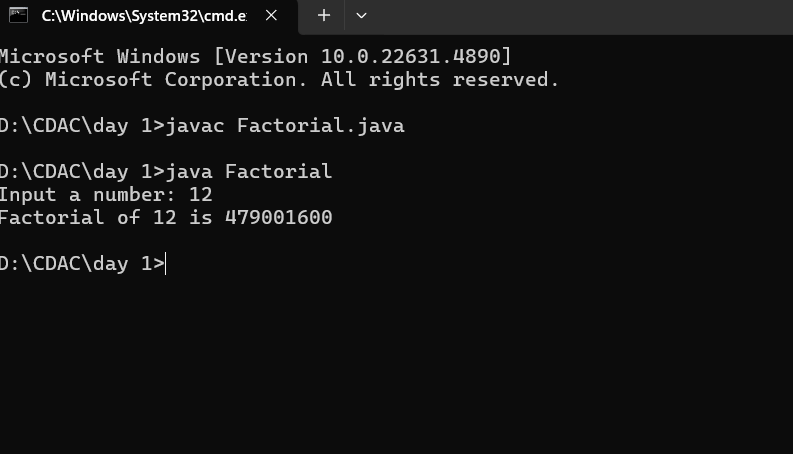 C:\Windows\System32\cmd.e
Microsoft Windows [Version 10.0.22631.4890]
(c) Microsoft Corporation. All rights reserved.
D:\CDAC\day 1>javac Factorial.java
D:\CDAC\day 1>java Factorial
Input a number: 12
Factorial of 12 is 479001600
D:\CDAC\day 1>